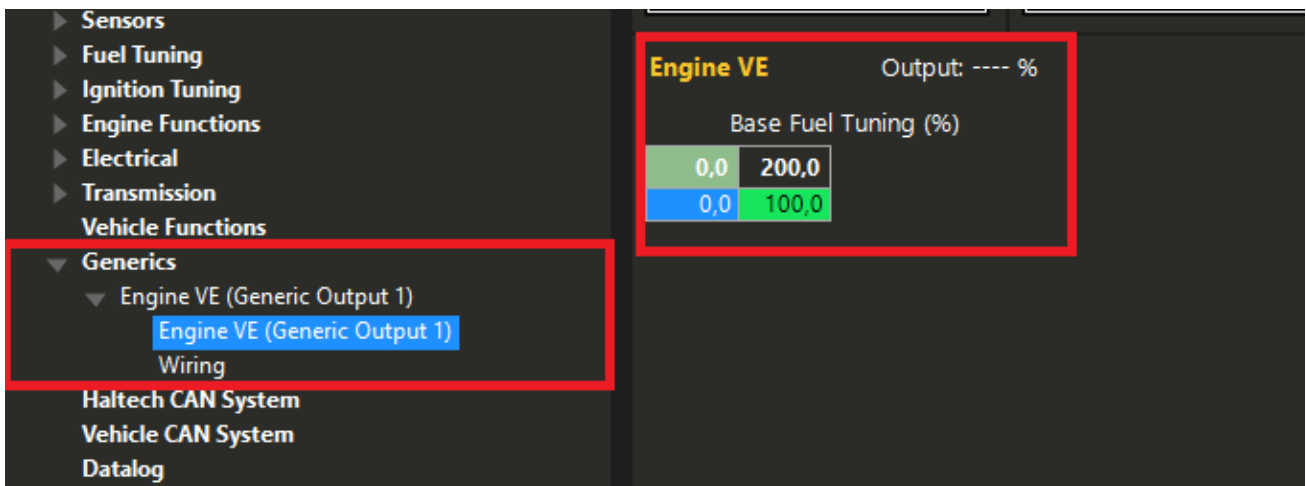 Sensors
Fuel Tuning
Ignition Tuning
Engine Functions
Electrical
Transmission
Vehicle Functions
Generics
Engine VE (Generic Output 1)
Engine VE (Generic Output 1)
Wiring
Haltech CAN System
Vehicle CAN System
Datalog
Engine VE Output: ---- %
Base Fuel Tuning (%)
0,0 200,0
0,0 100,0